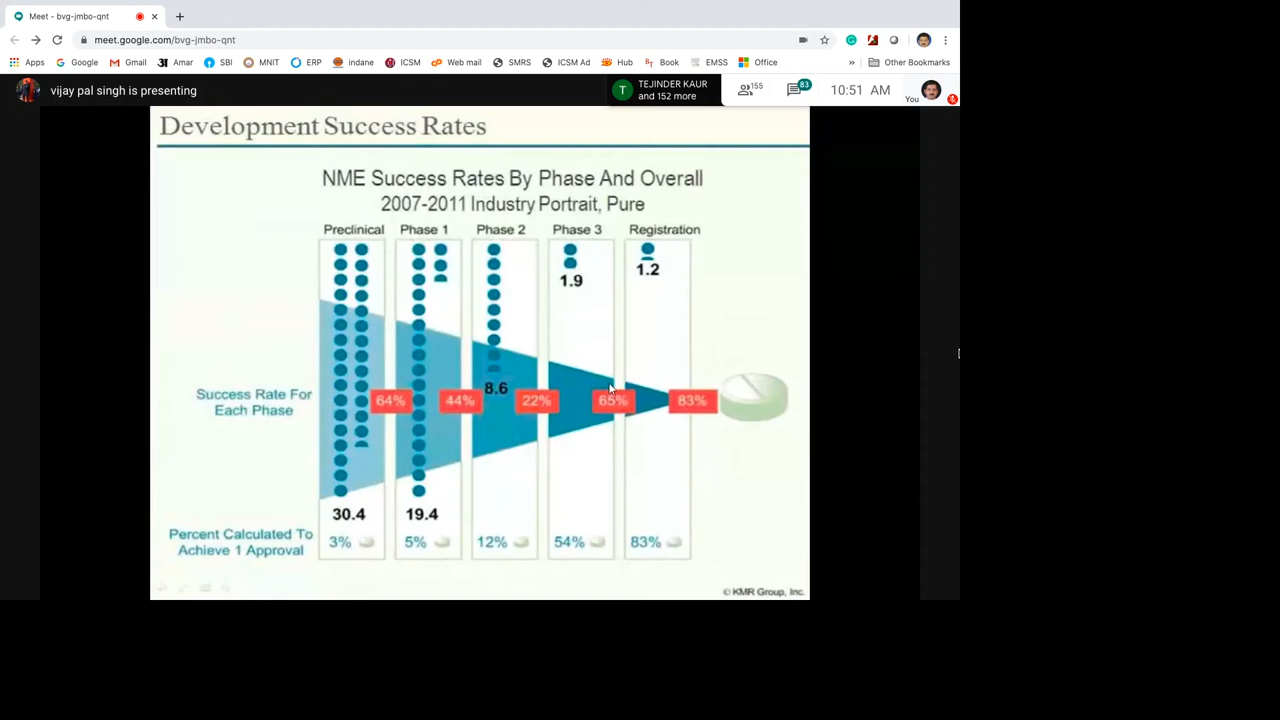 Meet - bvg-jmbo-qnt
meet.google.com/bvg-jmbo-qnt
Apps Google Gmail Amar SBI MNIT ERP indane ICSM Web mail SMRS ICSM Ad Hub Book EMSS Office » Other Bookmarks
vijay pal singh is presenting
T TEJINDER KAUR
and 152 more
155
83
10:51 AM
You
Development Success Rates
NME Success Rates By Phase And Overall
2007-2011 Industry Portrait, Pure
Preclinical Phase 1 Phase 2 Phase 3 Registration
1.9 1.2
8.6
Success Rate For
Each Phase
64% 44% 22% 65% 83%
30.4 19.4
Percent Calculated To
Achieve 1 Approval
3% 5% 12% 54% 83%
© KMR Group, Inc.